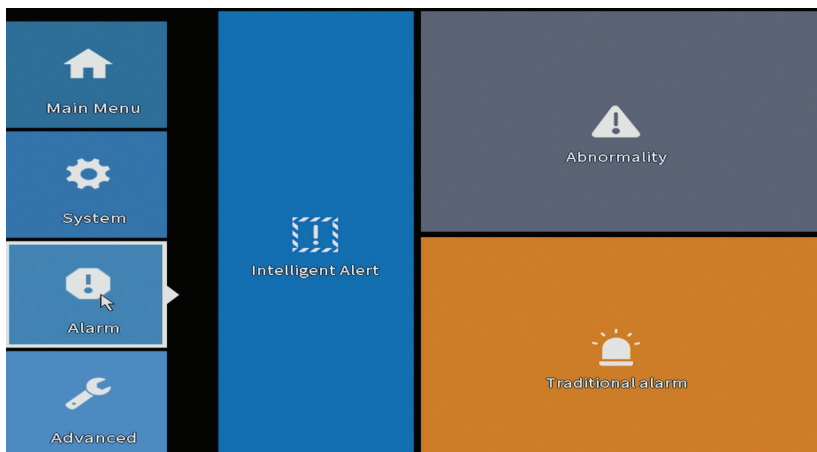 Main Menu
System
Alarm
Advanced
Intelligent Alert
Abnormality
Traditional alarm